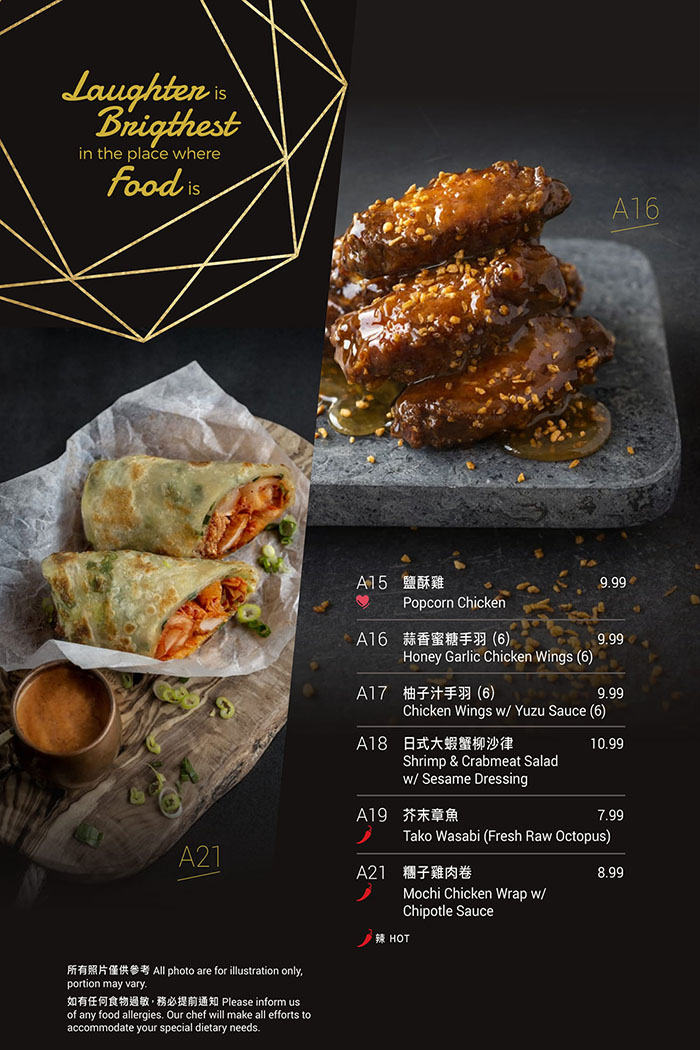 Laughter is
Brigthest
in the place where
Food is
A16
A21
A15 鹽酥雞 9.99
Popcorn Chicken
A16 蒜香蜜糖手羽 (6) 9.99
Honey Garlic Chicken Wings (6)
A17 柚子汁手羽 (6) 9.99
Chicken Wings w/ Yuzu Sauce (6)
A18 日式大蝦蟹柳沙律 10.99
Shrimp & Crabmeat Salad
w/ Sesame Dressing
A19 芥末章魚 7.99
Tako Wasabi (Fresh Raw Octopus)
A21 糰子雞肉卷 8.99
Mochi Chicken Wrap w/
Chipotle Sauce
辣 HOT
所有照片僅供參考 All photo are for illustration only,
portion may vary.
如有任何食物過敏，務必提前通知 Please inform us
of any food allergies. Our chef will make all efforts to
accommodate your special dietary needs.